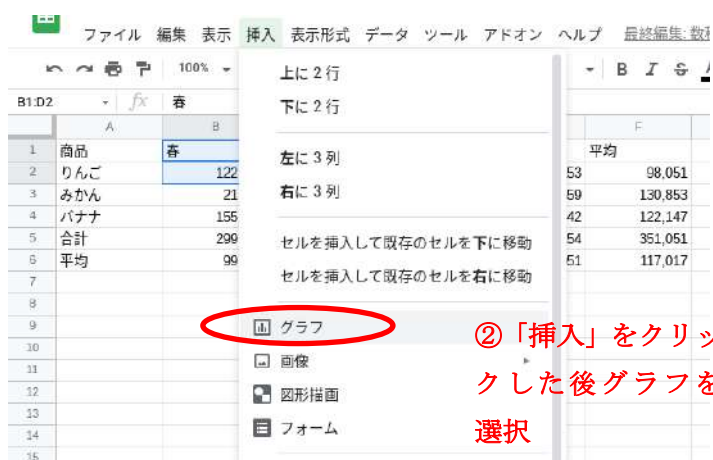 ファイル 編集 表示 挿入 表示形式 データ ツール アドオン ヘルプ 最終編集:
100% B I S
B1:D2 fx 春
A B F
1 商品 春 平均
2 りんご 122 53 98,051
3 みかん 21 59 130,853
4 バナナ 155 42 122,147
5 合計 299 54 351,051
6 平均 99 51 117,017
7
8
9
10
11
12
13
14
15
上に 2 行
下に 2 行
左に 3 列
右に 3 列
セルを挿入して既存のセルを下に移動
セルを挿入して既存のセルを右に移動
グラフ
画像
図形描画
フォーム
②「挿入」をクリッ
クした後グラフを
選択